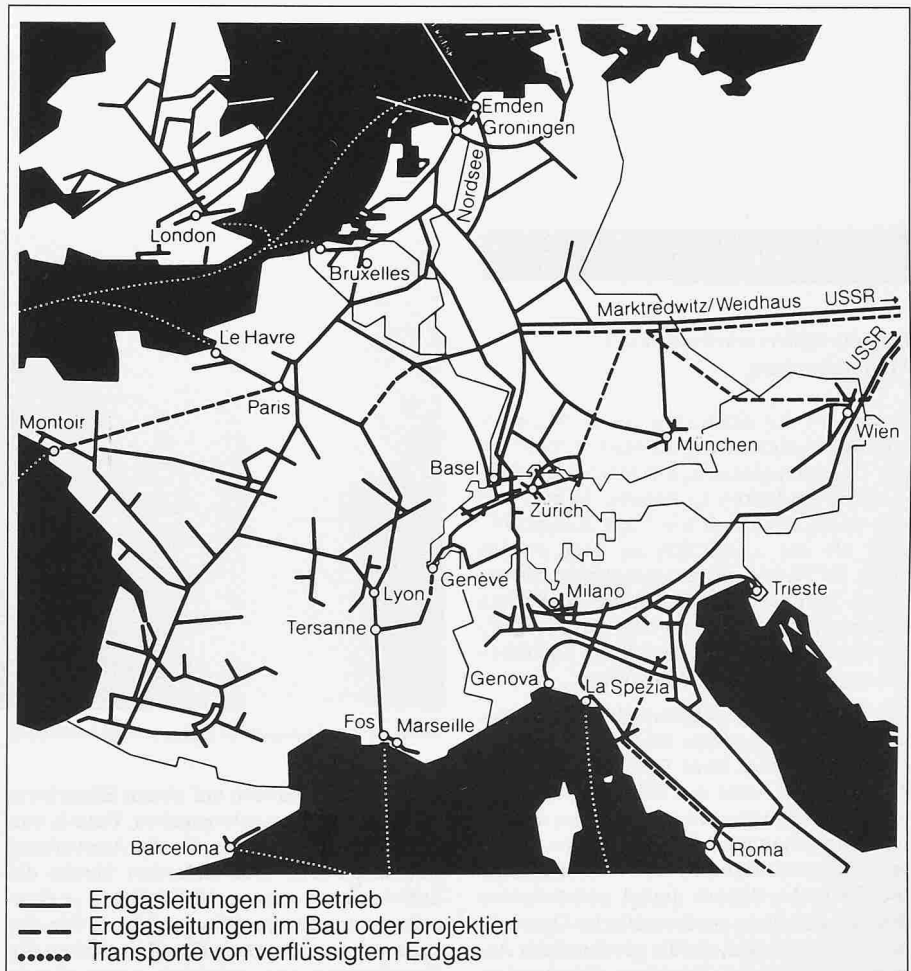 Emden
Groningen
Nordsee
London
Bruxelles
Marktredwitz/Weidhaus
USSR
USSR
Le Havre
Paris
Montoir
München
Wien
Basel
Zürich
Genève
Lyon
Milano
Trieste
Tersanne
Genova
La Spezia
Fos
Marseille
Barcelona
Roma
Erdgasleitungen im Betrieb
Erdgasleitungen im Bau oder projektiert
Transporte von verflüssigtem Erdgas